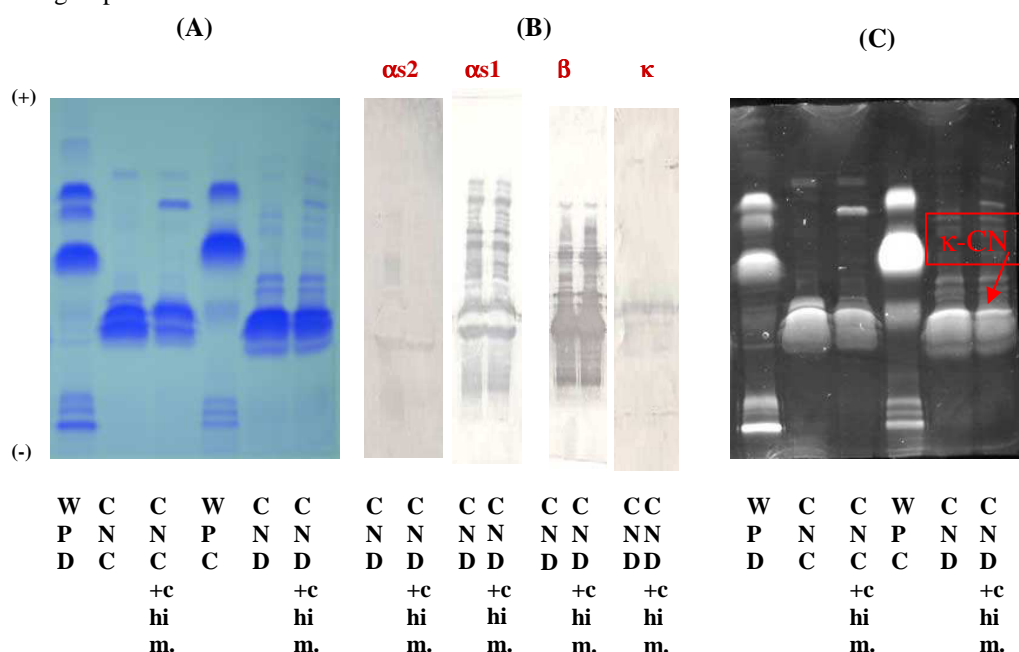 (A) (B) (C)
αs2 αs1 β κ
(+)
κ-CN
(-)
W C C W C C C C C C C C C C W C C W C C
P N N P N N N N N N N N N N P N N P N N
D C C C D D D D D D D D D D D C C C D D
+c +c +c +c +c +c +c +c
hi hi hi hi hi hi hi hi
m. m. m. m. m. m. m. m.